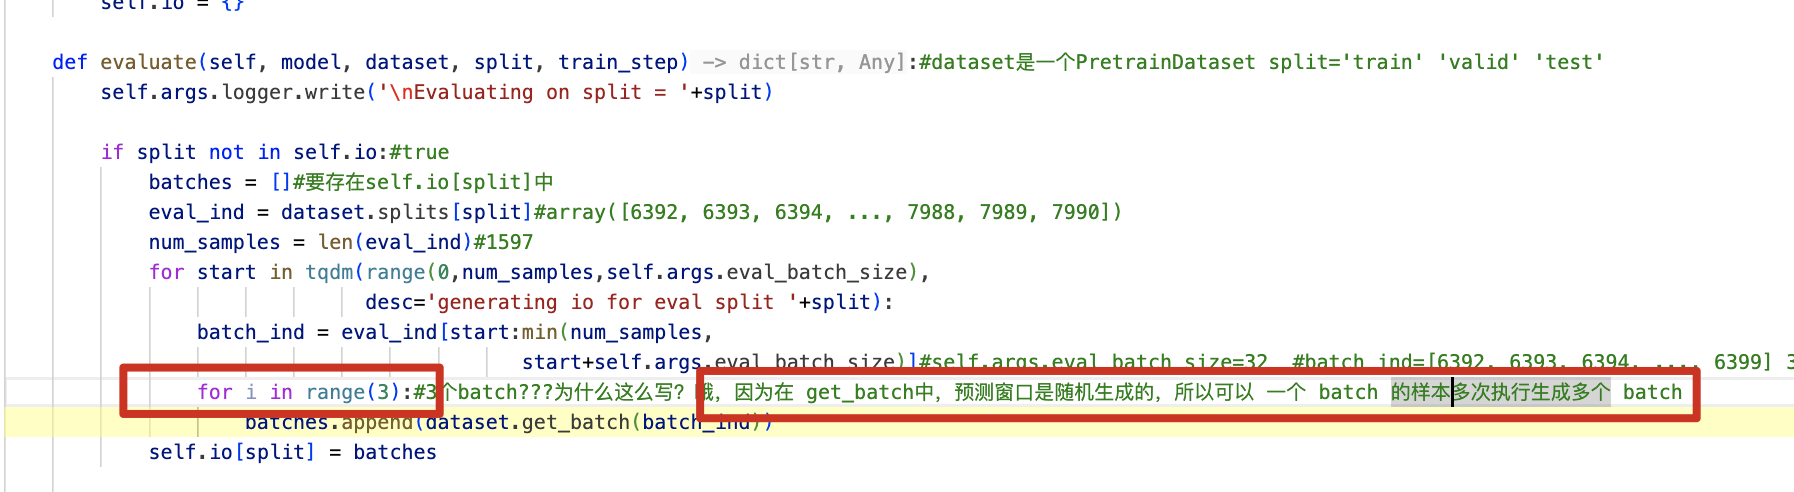 self.io = {}
def evaluate(self, model, dataset, split, train_step) -> dict[str, Any]:#dataset是一个PretrainDataset split='train' 'valid' 'test'
self.args.logger.write('\nEvaluating on split = '+split)
if split not in self.io:#true
batches = []#要存在self.io[split]中
eval_ind = dataset.splits[split]#array([6392, 6393, 6394, ..., 7988, 7989, 7990])
num_samples = len(eval_ind)#1597
for start in tqdm(range(0,num_samples,self.args.eval_batch_size),
desc='generating io for eval split '+split):
batch_ind = eval_ind[start:min(num_samples,
start+self.args.eval_batch_size)]#self.args.eval_batch_size=32 #batch_ind=[6392, 6393, 6394, ..., 6399] 3
for i in range(3):#3个batch???为什么这么写? 哦, 因为在 get_batch中, 预测窗口是随机生成的, 所以可以 一个 batch 的样本多次执行生成多个 batch
batches.append(dataset.get_batch(batch_ind))
self.io[split] = batches